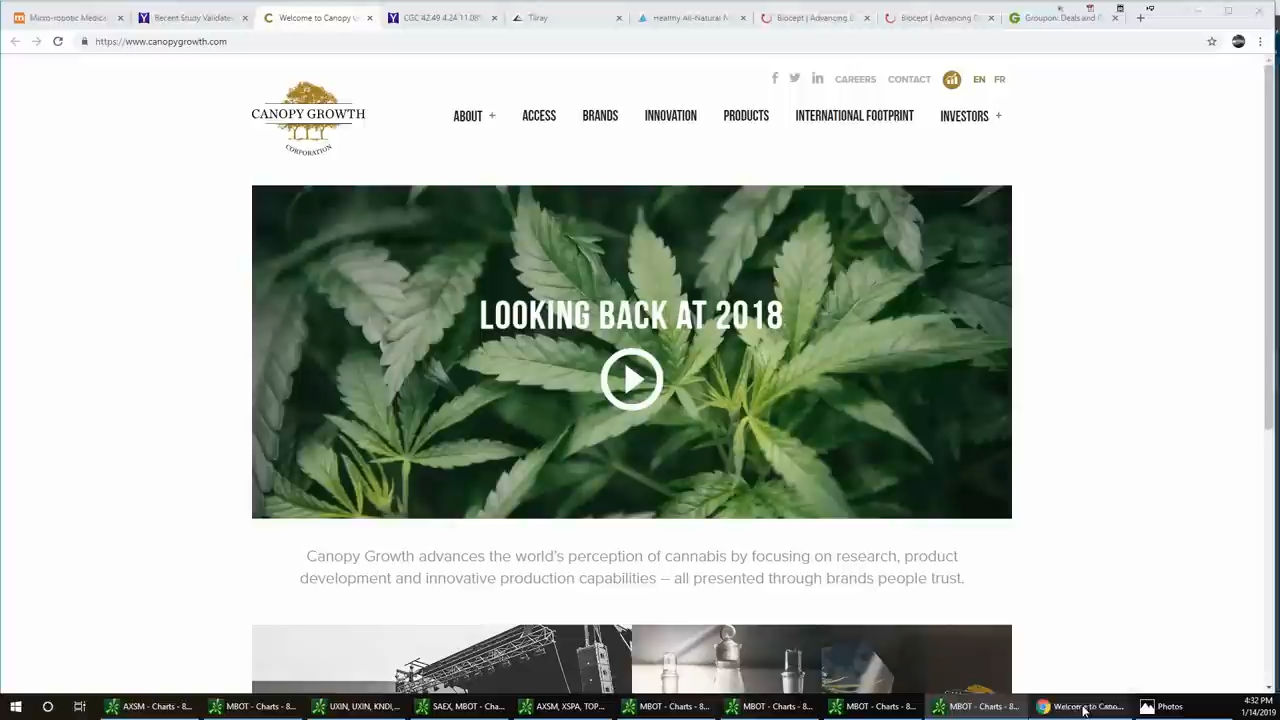 Micro-robotic Medic
Recent Study Validate
Welcome to Canopy G
CGC 42.49 4.24 11.08
Tilray
Healthy All-Natural
Biocept | Advancing
Biocept | Advancing
Groupon: Deals and
https://www.canopygrowth.com
CAREERS CONTACT EN FR
CANOPY GROWTH
CORPORATION
ABOUT + ACCESS BRANDS INNOVATION PRODUCTS INTERNATIONAL FOOTPRINT INVESTORS +
LOOKING BACK AT 2018
Canopy Growth advances the world's perception of cannabis by focusing on research, product
development and innovative production capabilities – all presented through brands people trust.
AXSM - Charts - 8...
MBOT - Charts - 8...
UXIN, UXIN, KNDI,...
SAEX, MBOT - Cha...
AXSM, XSPA, TOP...
MBOT - Charts - 8...
MBOT - Charts - 8...
MBOT - Charts - 8...
MBOT - Charts - 8...
Welcome to Cano...
Photos
4:32 PM
1/14/2019